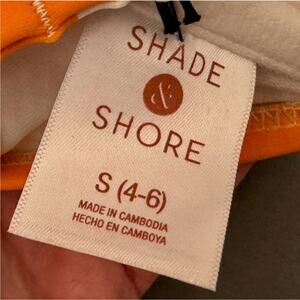 SHADE
&
SHORE
S (4-6)
MADE IN CAMBODIA
HECHO EN CAMBOYA